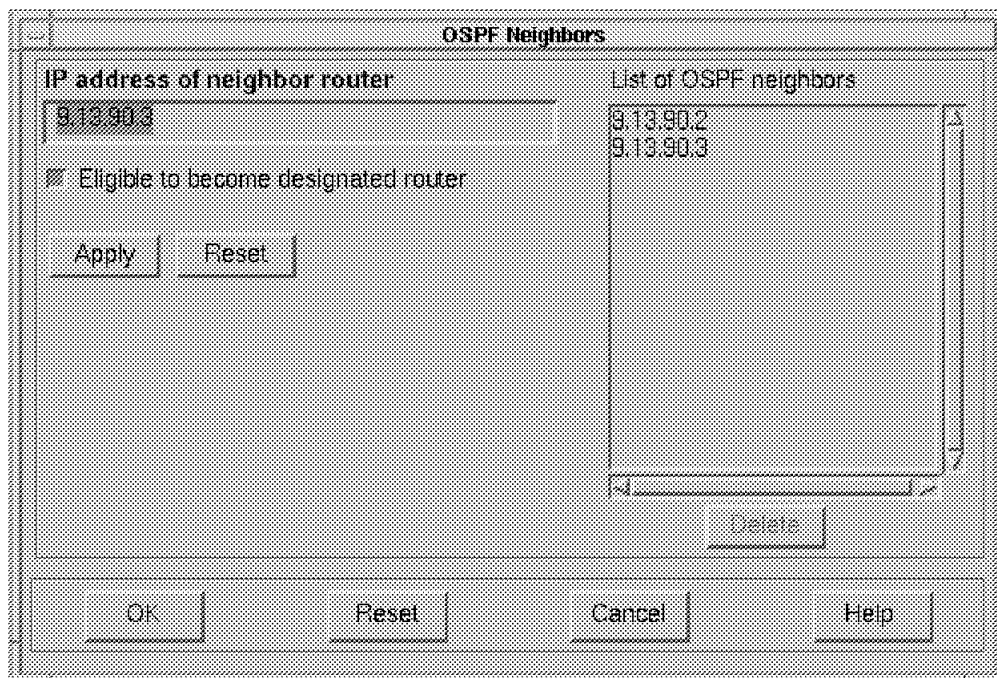 OSPF Neighbors
IP address of neighbor router
9.13.90.3
Eligible to become designated router
Apply
Reset
List of OSPF neighbors
9.13.90.2
9.13.90.3
Delete
OK
Reset
Cancel
Help